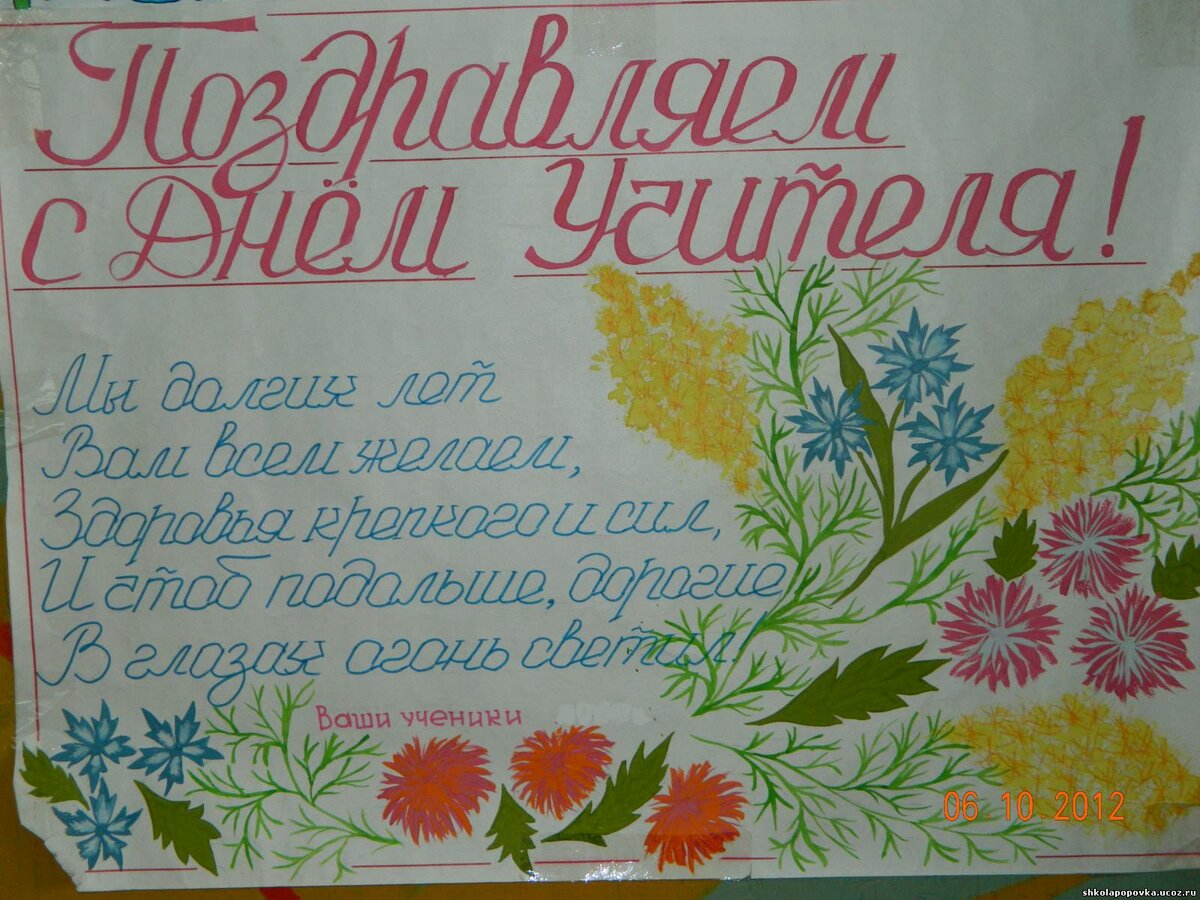 Поздравляем
с Днём Учителя!
Мы долгих лет
Вам всем желаем,
Здоровья крепкого и сил,
И чтоб подольше, дорогие
В глазах огонь светил!
Ваши ученики
06.10.2012
shkolapopovka.ucoz.ru